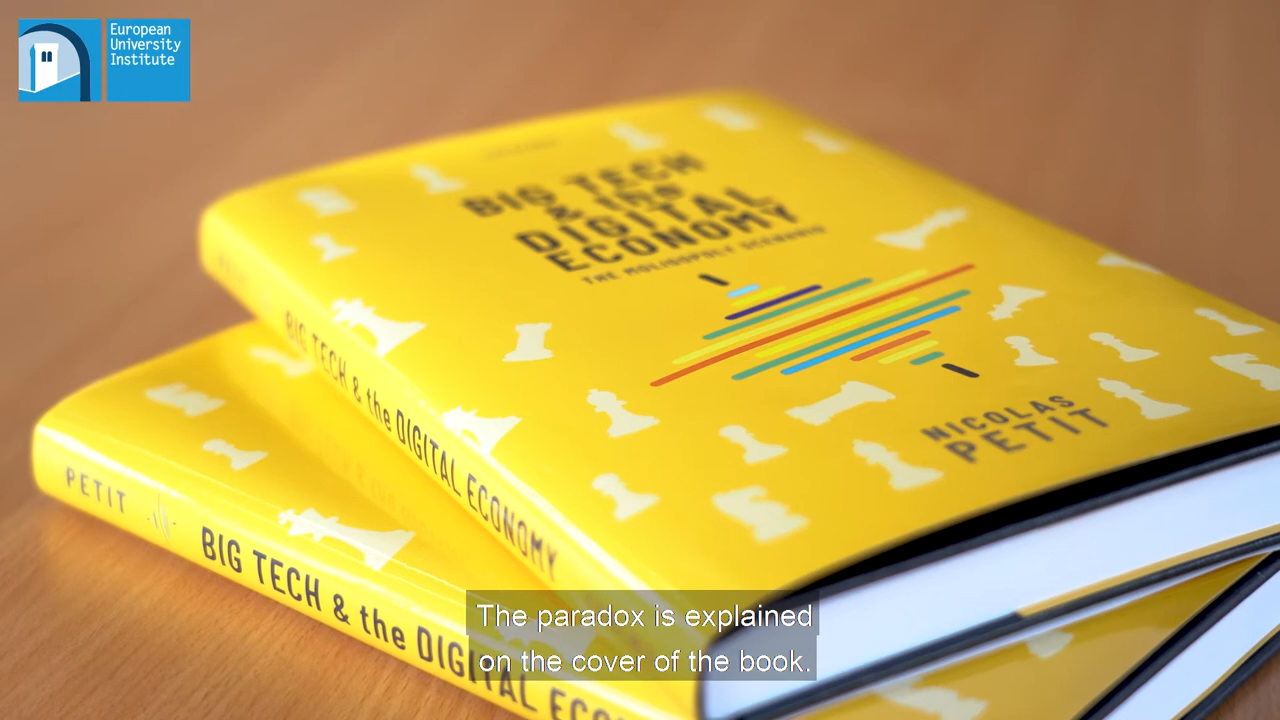 European
University
Institute
BIG TECH
& the
DIGITAL
ECONOMY
THE MOLIGOPOLY SCENARIO
NICOLAS
PETIT
BIG TECH & the DIGITAL ECONOMY
PETIT
BIG TECH & the DIGITAL ECO
The paradox is explained
on the cover of the book.